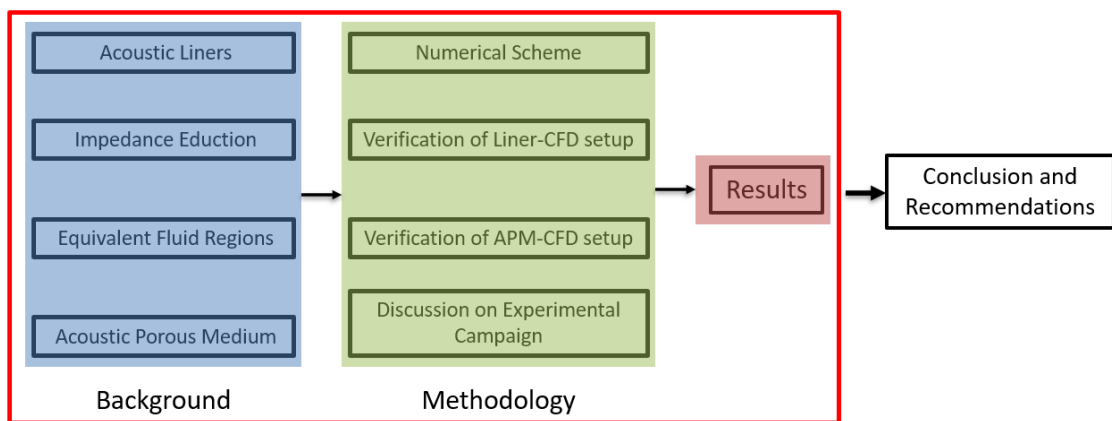 Acoustic Liners
Impedance Eduction
Equivalent Fluid Regions
Acoustic Porous Medium
Background
Numerical Scheme
Verification of Liner-CFD setup
Verification of APM-CFD setup
Discussion on Experimental
Campaign
Methodology
Results
Conclusion and
Recommendations